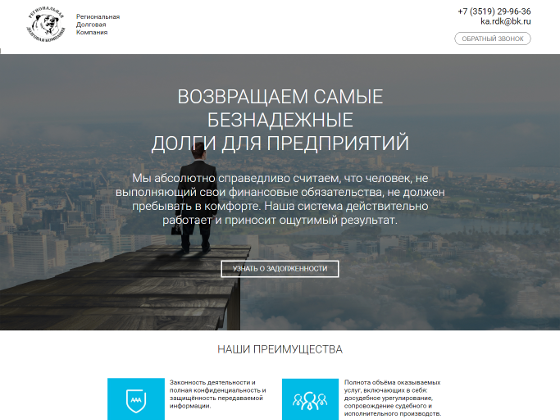 РЕГИОНАЛЬНАЯ
ДОЛГОВАЯ КОМПАНИЯ
Региональная
Долговая
Компания
+7 (3519) 29-96-36
ka.rdk@bk.ru
ОБРАТНЫЙ ЗВОНОК
ВОЗВРАЩАЕМ САМЫЕ
БЕЗНАДЕЖНЫЕ
ДОЛГИ ДЛЯ ПРЕДПРИЯТИЙ
Мы абсолютно справедливо считаем, что человек, не
выполняющий свои финансовые обязательства, не должен
пребывать в комфорте. Наша система действительно
работает и приносит ощутимый результат.
УЗНАТЬ О ЗАДОЛЖЕННОСТИ
НАШИ ПРЕИМУЩЕСТВА
Законность деятельности и
полная конфиденциальность и
защищённость передаваемой
информации.
Полнота объёма оказываемых
услуг, включающих в себя:
досудебное урегулирование,
сопровождение судебного и
исполнительного производств.